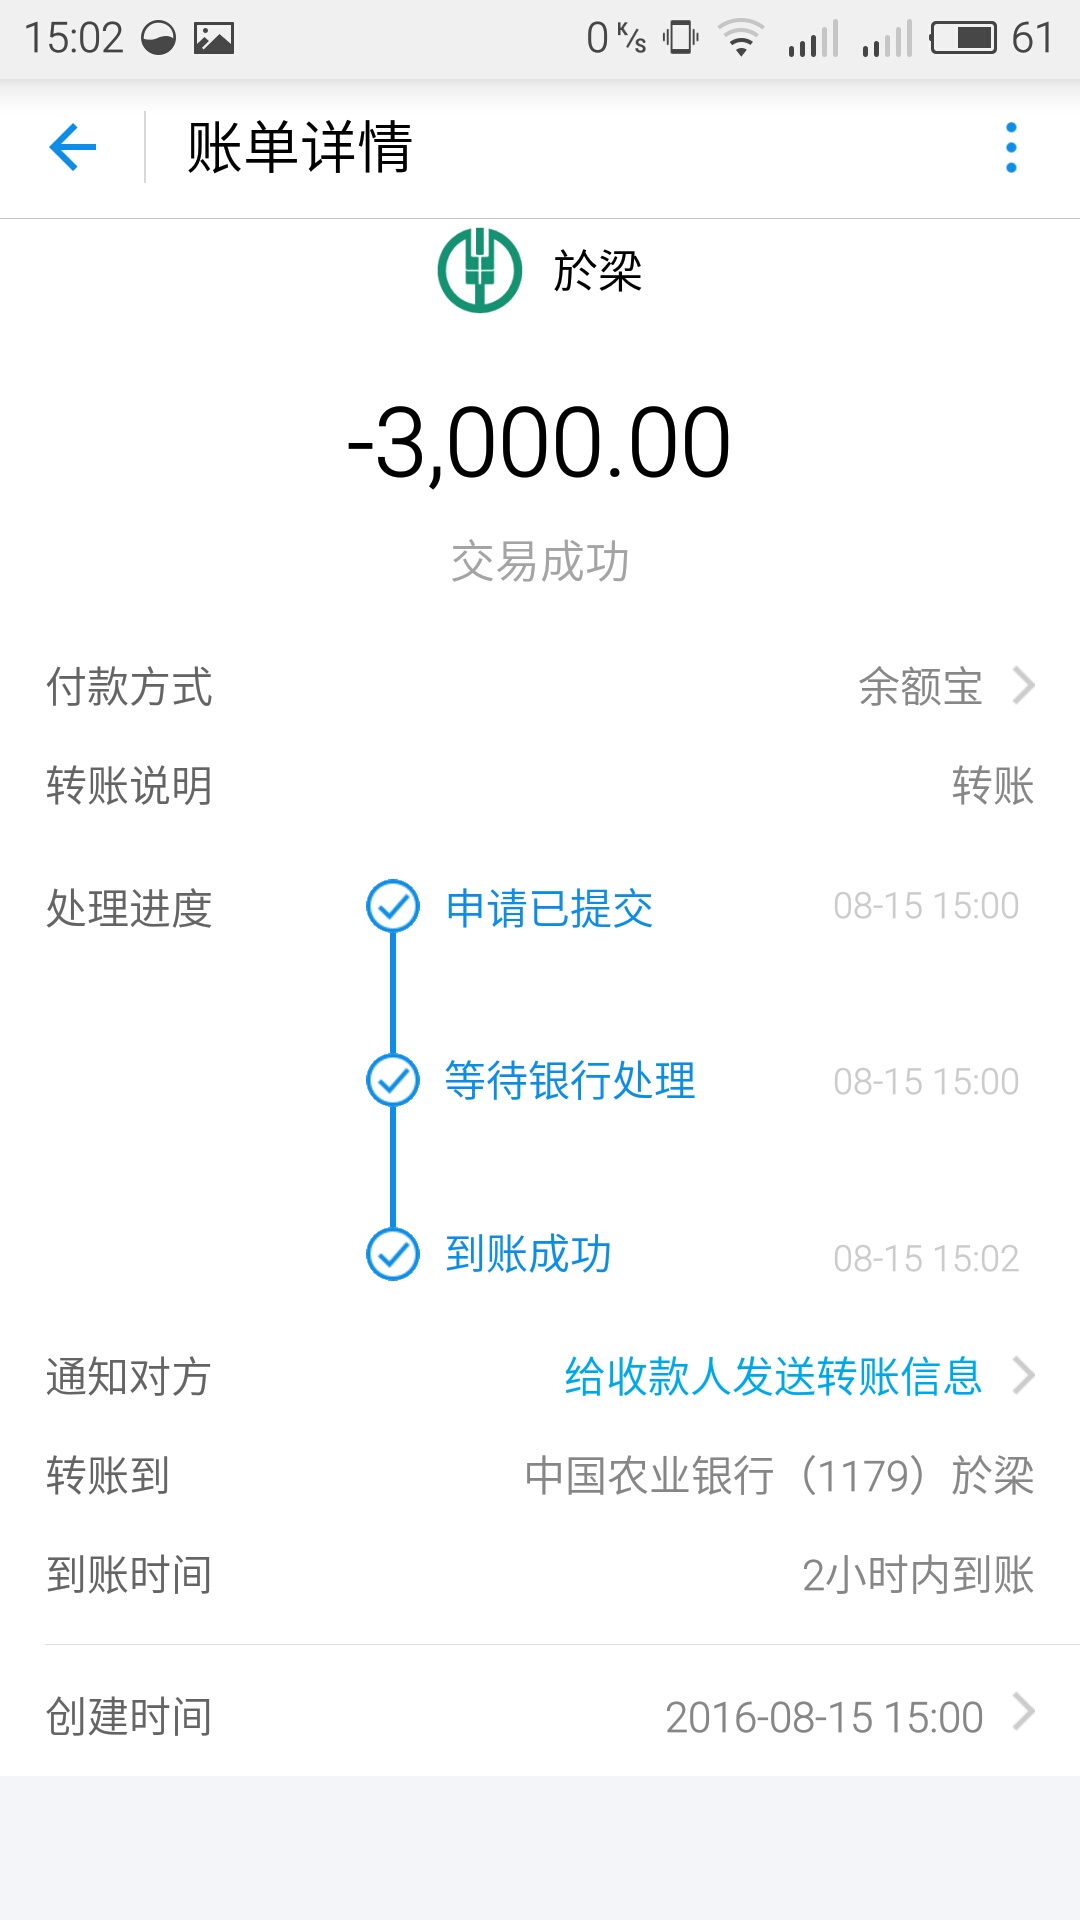 15:02 0 K/s 61
账单详情
於梁
-3,000.00
交易成功
付款方式 余额宝
转账说明 转账
处理进度 申请已提交 08-15 15:00
等待银行处理 08-15 15:00
到账成功 08-15 15:02
通知对方 给收款人发送转账信息
转账到 中国农业银行（1179）於梁
到账时间 2小时内到账
创建时间 2016-08-15 15:00